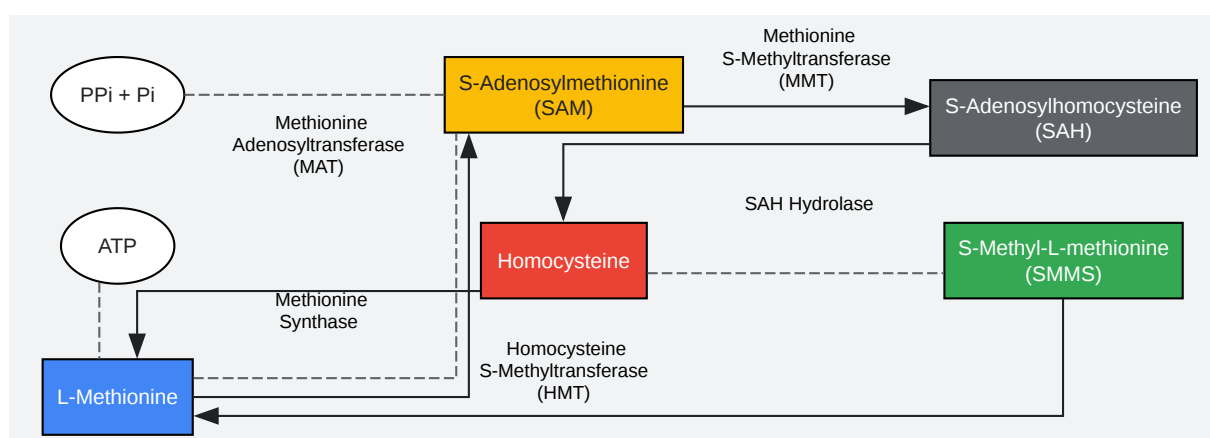 Methionine
S-Methyltransferase
(MMT)
S-Adenosylmethionine
(SAM)
PPi + Pi
S-Adenosylhomocysteine
(SAH)
Methionine
Adenosyltransferase
(MAT)
SAH Hydrolase
ATP
Homocysteine
S-Methyl-L-methionine
(SMMS)
Methionine
Synthase
Homocysteine
S-Methyltransferase
(HMT)
L-Methionine